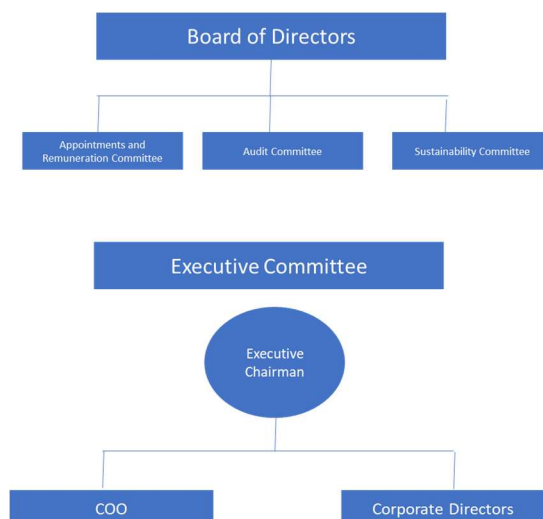 Board of Directors
Appointments and
Remuneration Committee
Audit Committee
Sustainability Committee
Executive Committee
Executive
Chairman
COO
Corporate Directors